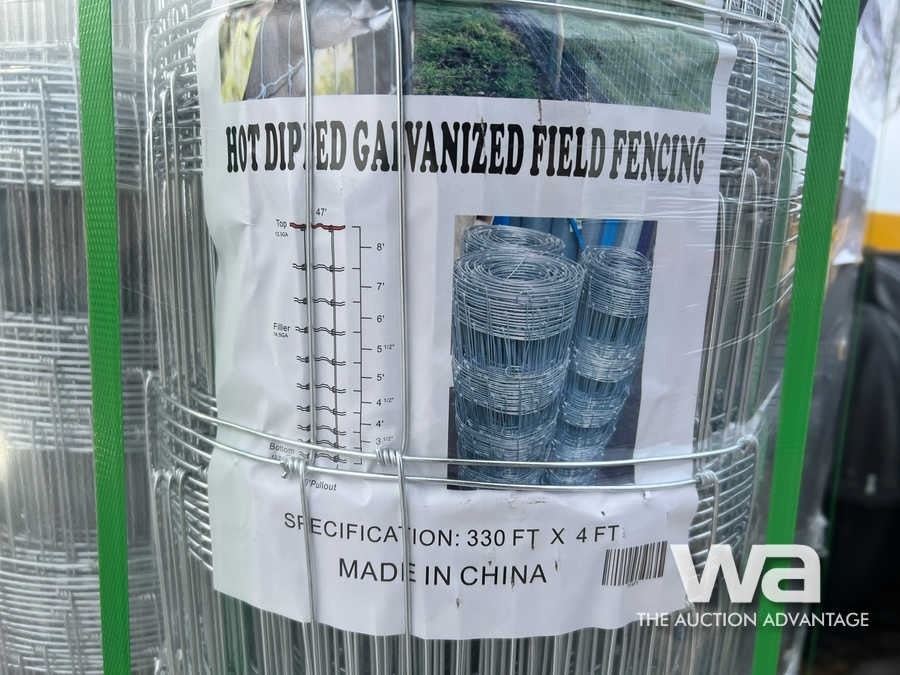 HOT DIPPED GALVANIZED FIELD FENCING
47'
Top
8'
7'
6'
Filler
5 1/2"
5'
4 1/2"
4'
3 1/2"
Bottom
Pullout
SPECIFICATION: 330 FT X 4 FT
MADE IN CHINA
wa
THE AUCTION ADVANTAGE